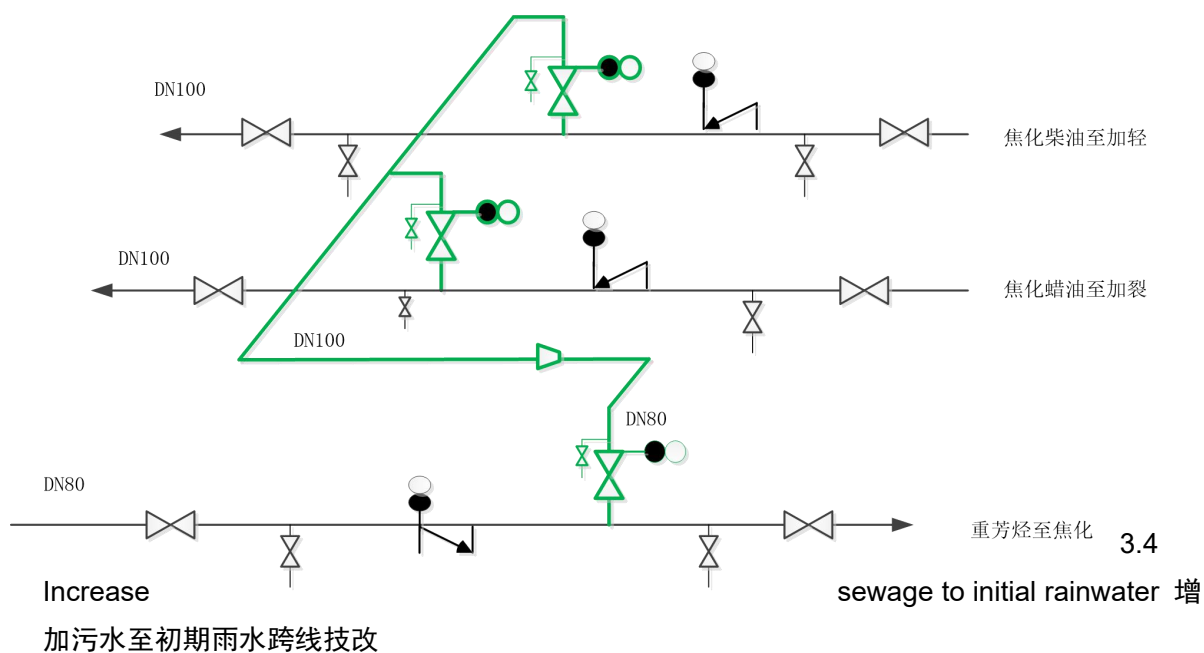 DN100
焦化柴油至加轻
DN100
焦化蜡油至加裂
DN100
DN80
DN80
重芳烃至焦化
3.4
Increase sewage to initial rainwater 增
加污水至初期雨水跨线技改